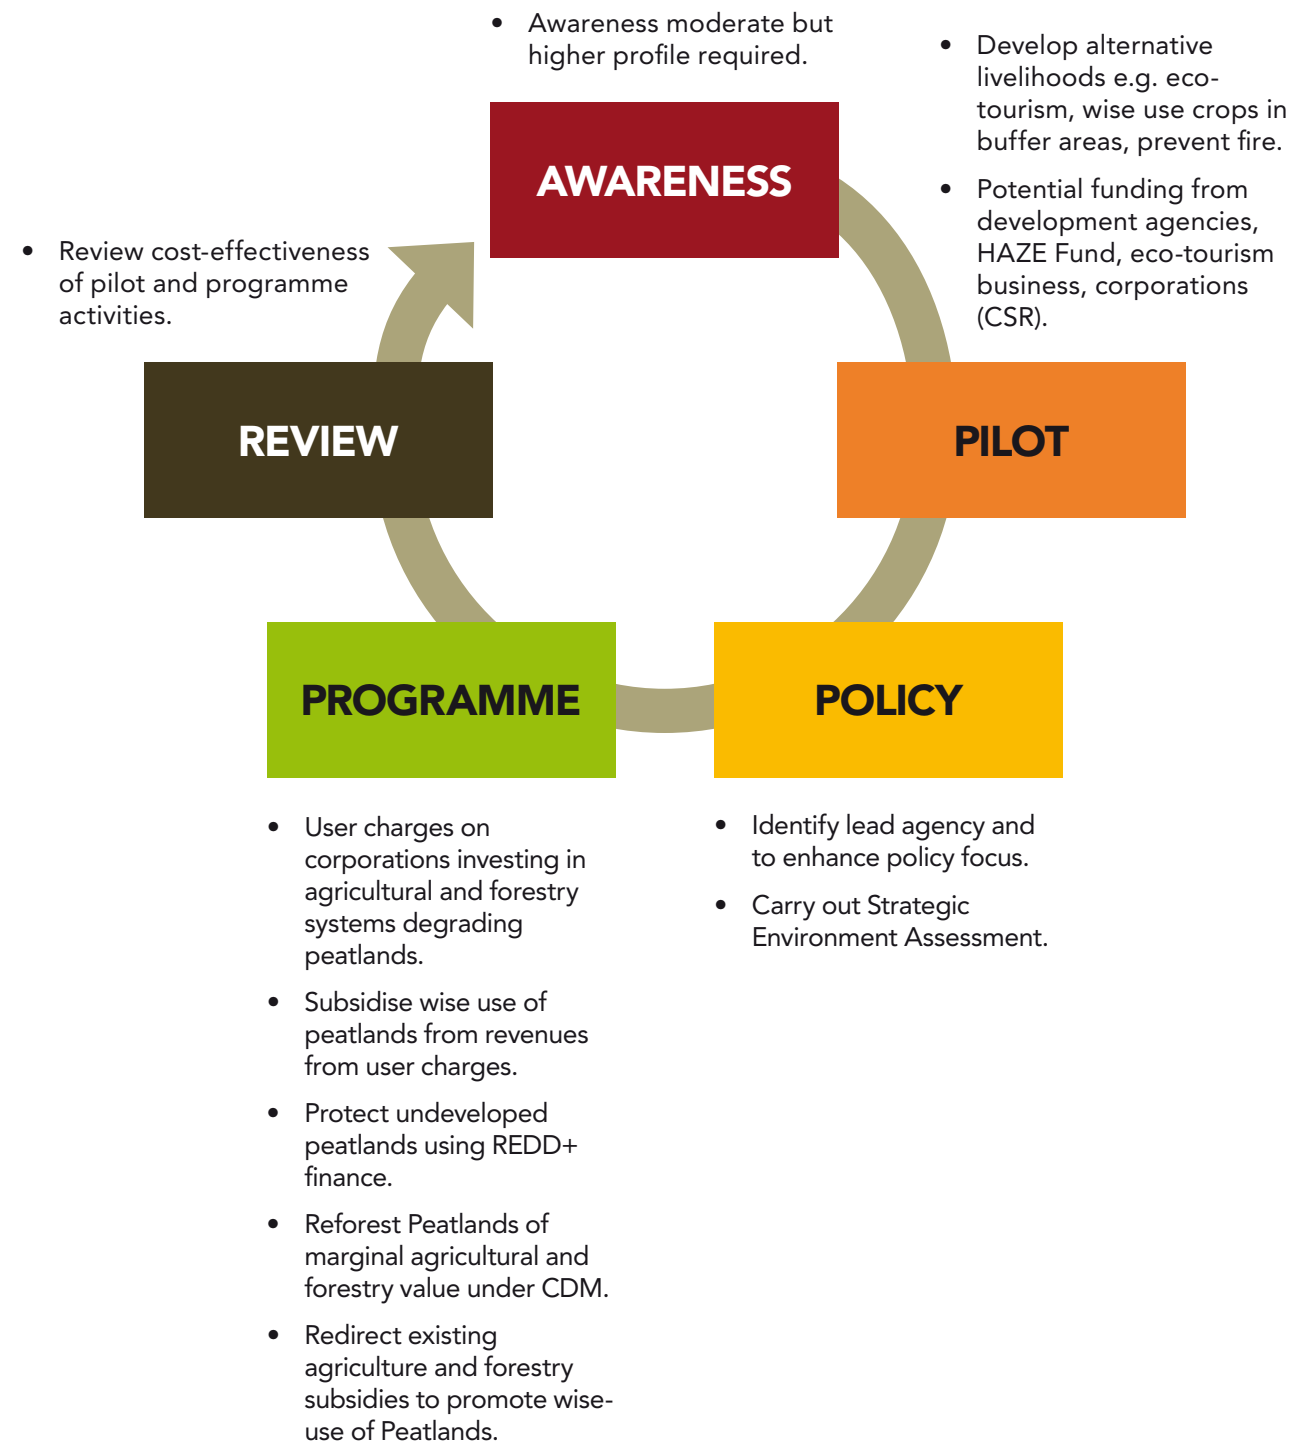 • Awareness moderate but
higher profile required.
AWARENESS
• Develop alternative
livelihoods e.g. eco-
tourism, wise use crops in
buffer areas, prevent fire.
• Potential funding from
development agencies,
HAZE Fund, eco-tourism
business, corporations
(CSR).
PILOT
POLICY
• Identify lead agency and
to enhance policy focus.
• Carry out Strategic
Environment Assessment.
PROGRAMME
• User charges on
corporations investing in
agricultural and forestry
systems degrading
peatlands.
• Subsidise wise use of
peatlands from revenues
from user charges.
• Protect undeveloped
peatlands using REDD+
finance.
• Reforest Peatlands of
marginal agricultural and
forestry value under CDM.
• Redirect existing
agriculture and forestry
subsidies to promote wise-
use of Peatlands.
• Review cost-effectiveness
of pilot and programme
activities.
REVIEW